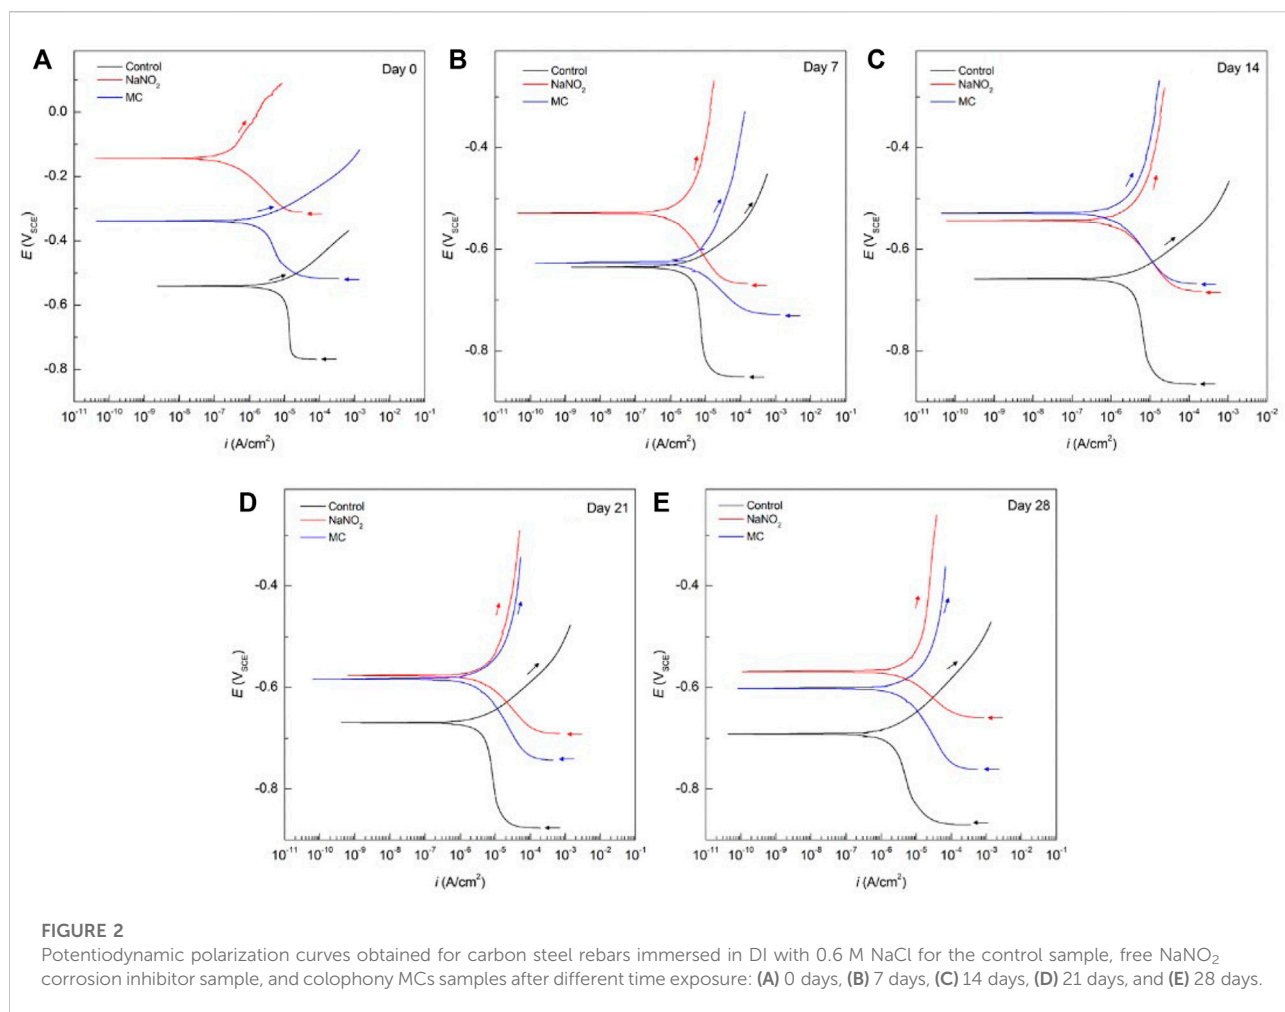 A
Control
NaNO₂
MC
Day 0
0.0
-0.2
-0.4
-0.6
-0.8
E (V_SCE)
10⁻¹¹ 10⁻¹⁰ 10⁻⁹ 10⁻⁸ 10⁻⁷ 10⁻⁶ 10⁻⁵ 10⁻⁴ 10⁻³ 10⁻² 10⁻¹
i (A/cm²)
B
Control
NaNO₂
MC
Day 7
-0.4
-0.6
-0.8
E (V_SCE)
10⁻¹¹ 10⁻¹⁰ 10⁻⁹ 10⁻⁸ 10⁻⁷ 10⁻⁶ 10⁻⁵ 10⁻⁴ 10⁻³ 10⁻² 10⁻¹
i (A/cm²)
C
Control
NaNO₂
MC
Day 14
-0.4
-0.6
-0.8
E (V_SCE)
10⁻¹¹ 10⁻¹⁰ 10⁻⁹ 10⁻⁸ 10⁻⁷ 10⁻⁶ 10⁻⁵ 10⁻⁴ 10⁻³ 10⁻²
i (A/cm²)
D
Control
NaNO₂
MC
Day 21
-0.4
-0.6
-0.8
E (V_SCE)
10⁻¹¹ 10⁻¹⁰ 10⁻⁹ 10⁻⁸ 10⁻⁷ 10⁻⁶ 10⁻⁵ 10⁻⁴ 10⁻³ 10⁻² 10⁻¹
i (A/cm²)
E
Control
NaNO₂
MC
Day 28
-0.4
-0.6
-0.8
E (V_SCE)
10⁻¹¹ 10⁻¹⁰ 10⁻⁹ 10⁻⁸ 10⁻⁷ 10⁻⁶ 10⁻⁵ 10⁻⁴ 10⁻³ 10⁻² 10⁻¹
i (A/cm²)
FIGURE 2
Potentiodynamic polarization curves obtained for carbon steel rebars immersed in DI with 0.6 M NaCl for the control sample, free NaNO₂
corrosion inhibitor sample, and colophony MCs samples after different time exposure: (A) 0 days, (B) 7 days, (C) 14 days, (D) 21 days, and (E) 28 days.